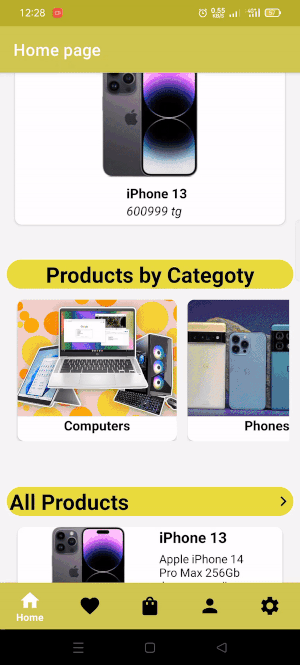 12:28
0.55
KB/S
4G
Home page
iPhone 13
600999 tg
Products by Categoty
Computers
Phones
All Products
iPhone 13
Apple iPhone 14
Pro Max 256Gb
Home